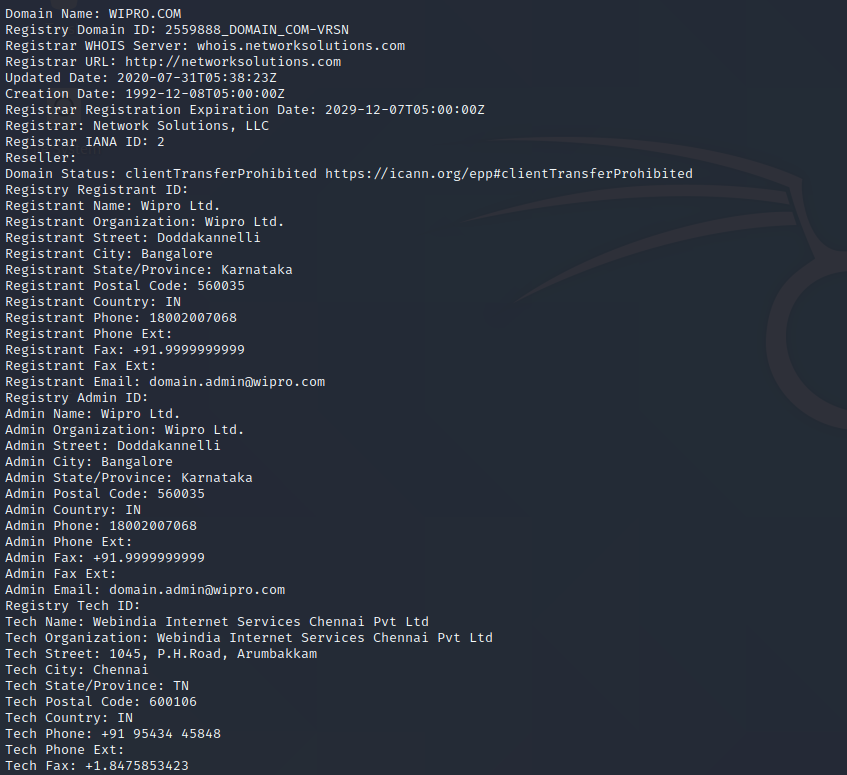 Domain Name: WIPRO.COM
Registry Domain ID: 2559888_DOMAIN_COM-VRSN
Registrar WHOIS Server: whois.networksolutions.com
Registrar URL: http://networksolutions.com
Updated Date: 2020-07-31T05:38:23Z
Creation Date: 1992-12-08T05:00:00Z
Registrar Registration Expiration Date: 2029-12-07T05:00:00Z
Registrar: Network Solutions, LLC
Registrar IANA ID: 2
Reseller:
Domain Status: clientTransferProhibited https://icann.org/epp#clientTransferProhibited
Registry Registrant ID:
Registrant Name: Wipro Ltd.
Registrant Organization: Wipro Ltd.
Registrant Street: Doddakannelli
Registrant City: Bangalore
Registrant State/Province: Karnataka
Registrant Postal Code: 560035
Registrant Country: IN
Registrant Phone: 18002007068
Registrant Phone Ext:
Registrant Fax: +91.9999999999
Registrant Fax Ext:
Registrant Email: domain.admin@wipro.com
Registry Admin ID:
Admin Name: Wipro Ltd.
Admin Organization: Wipro Ltd.
Admin Street: Doddakannelli
Admin City: Bangalore
Admin State/Province: Karnataka
Admin Postal Code: 560035
Admin Country: IN
Admin Phone: 18002007068
Admin Phone Ext:
Admin Fax: +91.9999999999
Admin Fax Ext:
Admin Email: domain.admin@wipro.com
Registry Tech ID:
Tech Name: Webindia Internet Services Chennai Pvt Ltd
Tech Organization: Webindia Internet Services Chennai Pvt Ltd
Tech Street: 1045, P.H.Road, Arumbakkam
Tech City: Chennai
Tech State/Province: TN
Tech Postal Code: 600106
Tech Country: IN
Tech Phone: +91 95434 45848
Tech Phone Ext:
Tech Fax: +1.8475853423